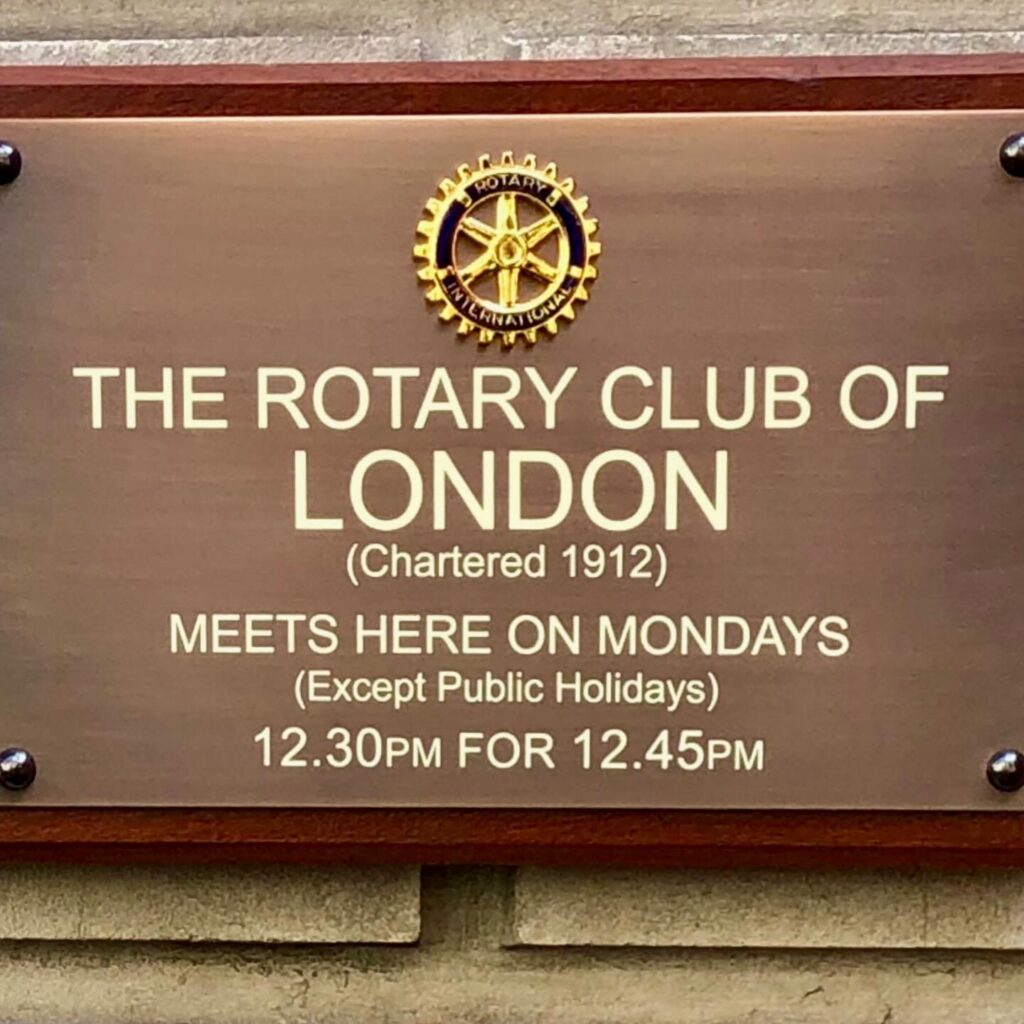 ROTARY
INTERNATIONAL
THE ROTARY CLUB OF
LONDON
(Chartered 1912)
MEETS HERE ON MONDAYS
(Except Public Holidays)
12.30PM FOR 12.45PM